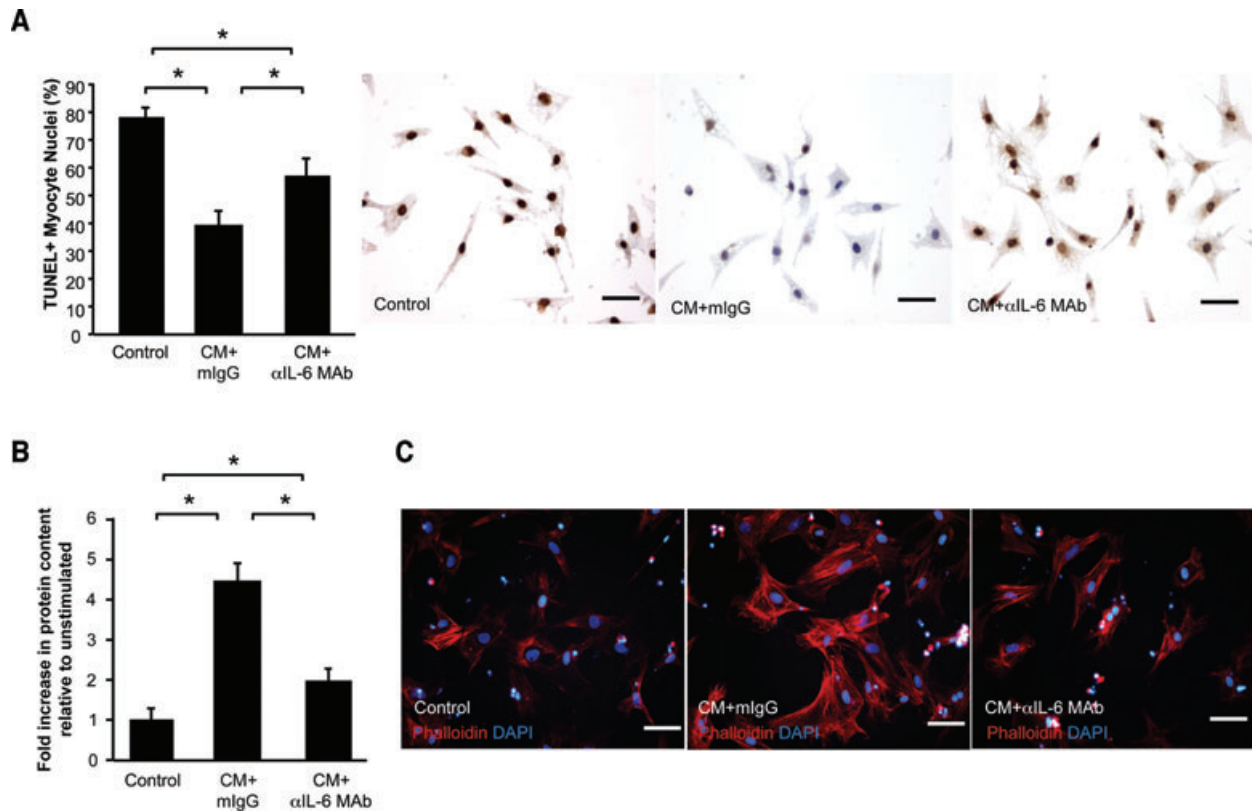 A
*
*
*
TUNEL+ Myocyte Nuclei (%)
90
80
70
60
50
40
30
20
10
0
Control
CM+
mIgG
CM+
αIL-6 MAb
Control
CM+mIgG
CM+αIL-6 MAb
B
*
*
*
Fold increase in protein content
relative to unstimulated
6
5
4
3
2
1
0
Control
CM+
mIgG
CM+
αIL-6 MAb
C
Control
Phalloidin DAPI
CM+mIgG
Phalloidin DAPI
CM+αIL-6 MAb
Phalloidin DAPI